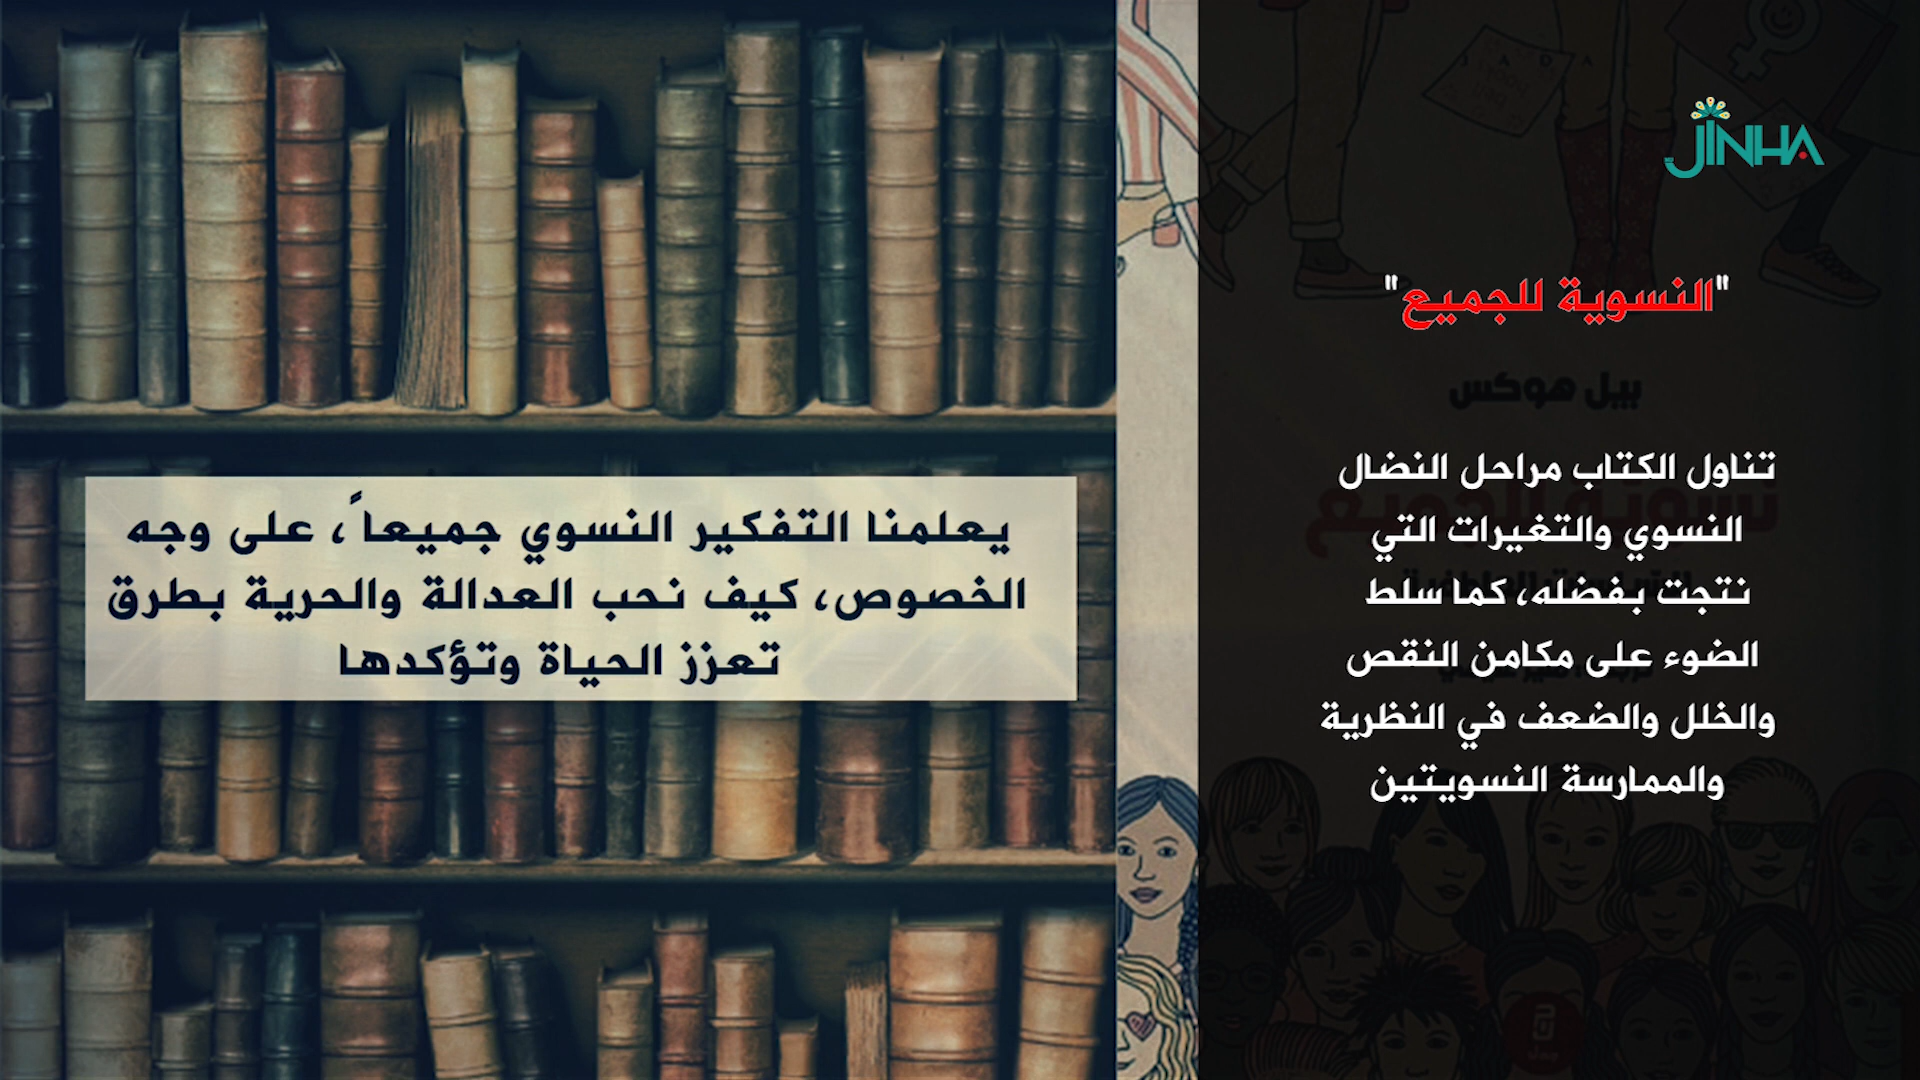 JINHA
"النسوية للجميع"
بيل هوكس
تناول الكتاب مراحل النضال
النسوي والتغيرات التي
نتجت بفضله، كما سلط
الضوء على مكامن النقص
والخلل والضعف في النظرية
والممارسة النسويتين
يعلمنا التفكير النسوي جميعاً، على وجه
الخصوص، كيف نحب العدالة والحرية بطرق
تعزز الحياة وتؤكدها